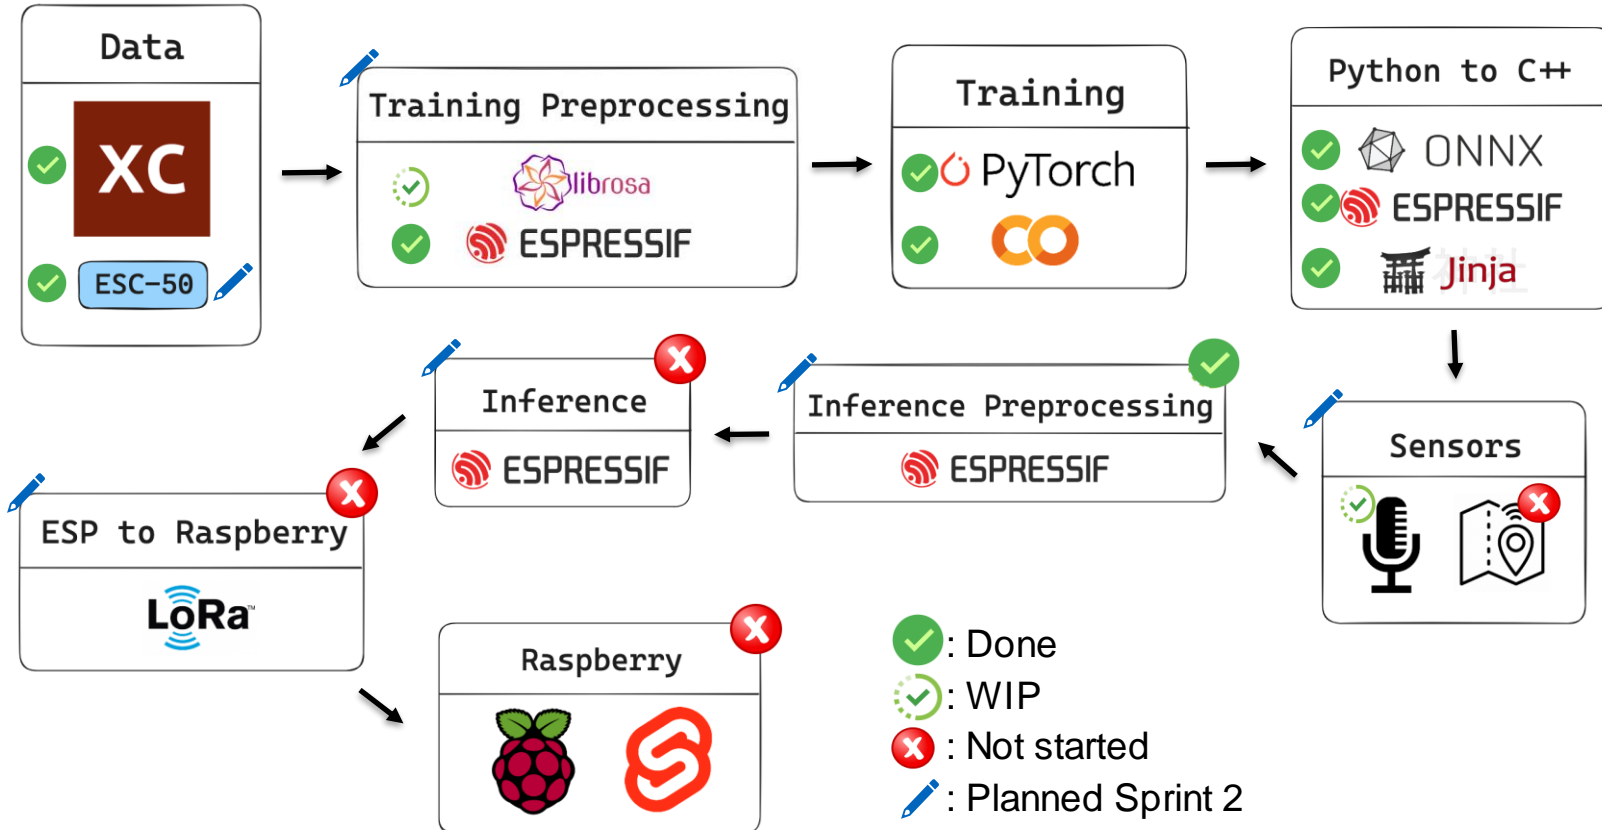 Data
XC
ESC-50
Training Preprocessing
librosa
ESPRESSIF
Training
PyTorch
Python to C++
ONNX
ESPRESSIF
Jinja
Sensors
Inference Preprocessing
ESPRESSIF
Inference
ESPRESSIF
ESP to Raspberry
LoRa™
Raspberry
: Done
: WIP
: Not started
: Planned Sprint 2